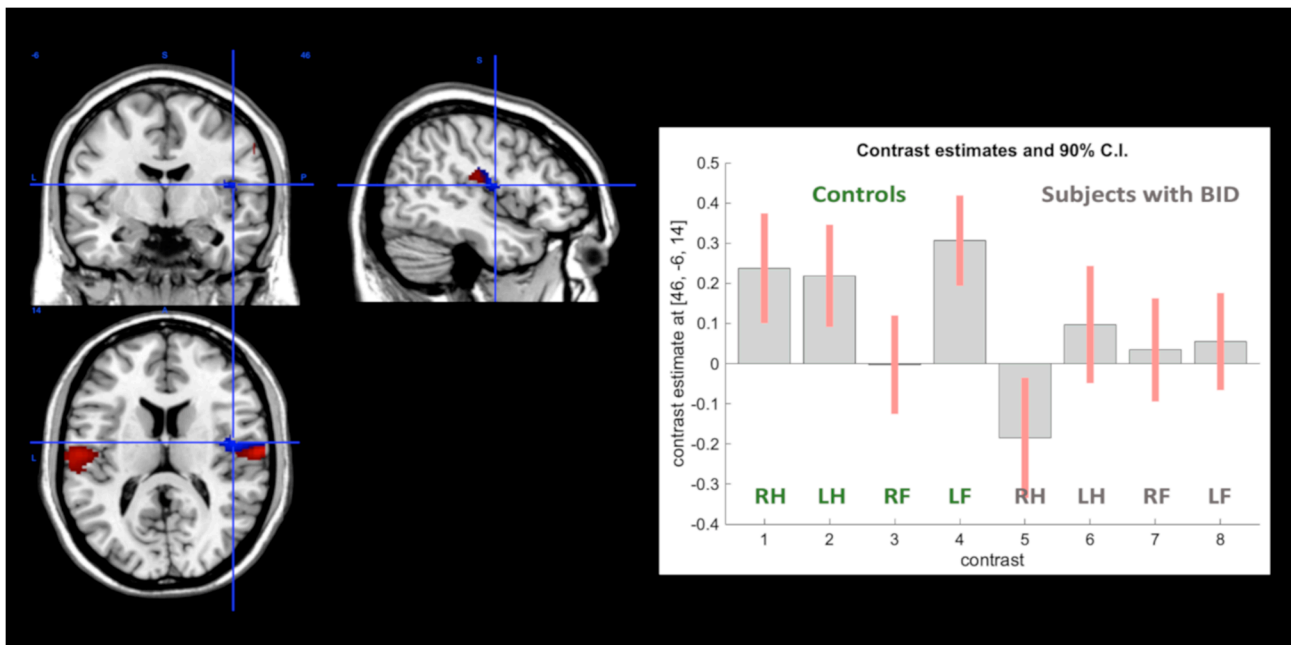 -6 S 46
L P
S
14 A
L
Contrast estimates and 90% C.I.
Controls Subjects with BID
contrast estimate at [46, -6, 14]
0.5
0.4
0.3
0.2
0.1
0
-0.1
-0.2
-0.3
-0.4
RH LH RF LF RH LH RF LF
1 2 3 4 5 6 7 8
contrast